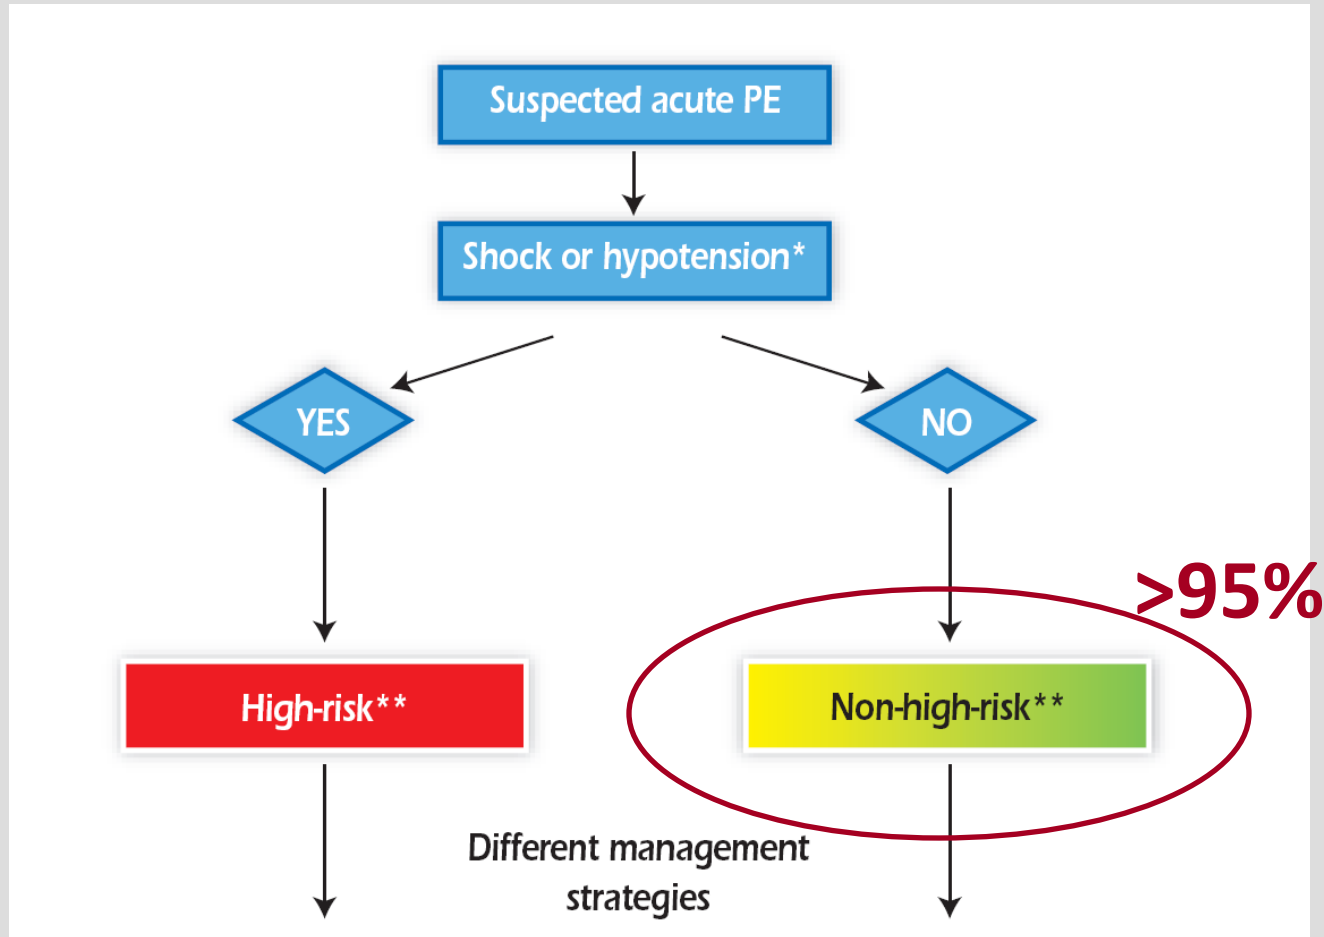 Suspected acute PE
Shock or hypotension*
YES
NO
>95%
High-risk**
Non-high-risk**
Different management
strategies